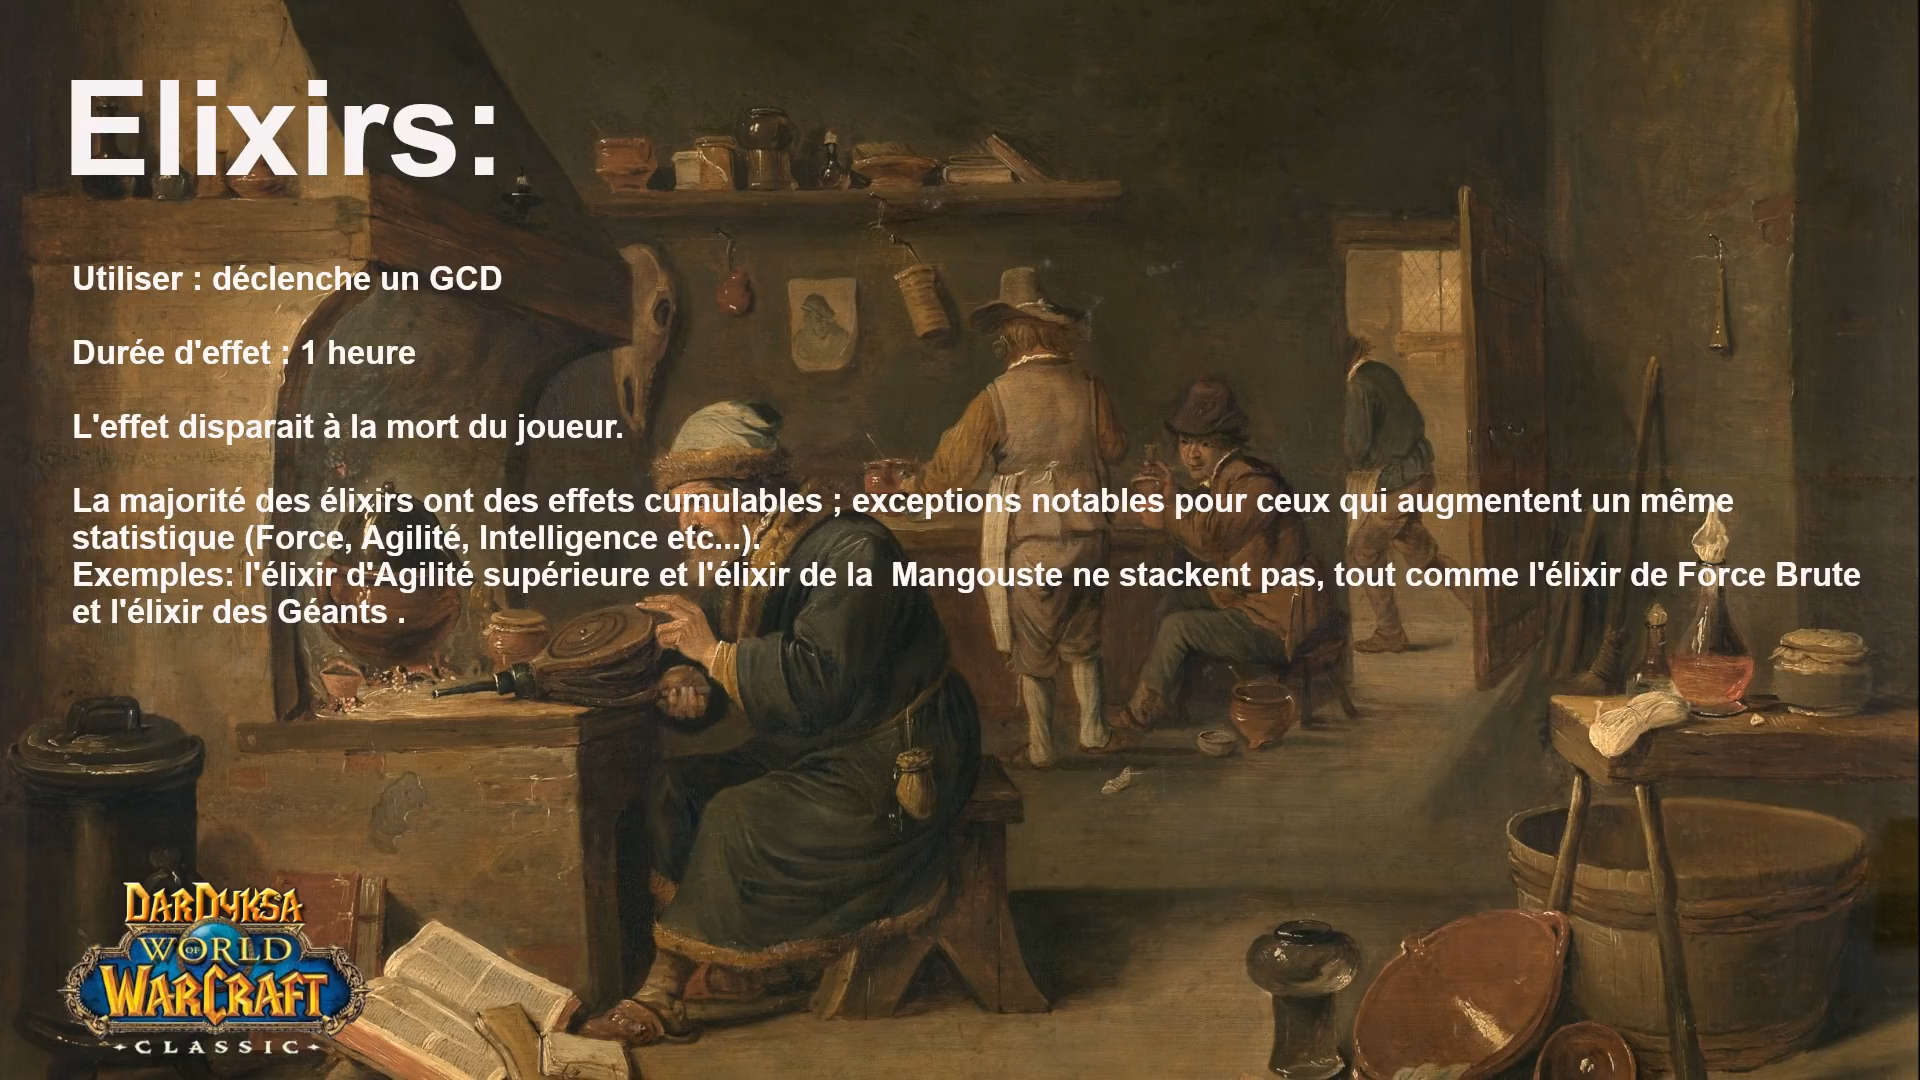 Elixirs:
Utiliser : déclenche un GCD
Durée d'effet : 1 heure
L'effet disparait à la mort du joueur.
La majorité des élixirs ont des effets cumulables ; exceptions notables pour ceux qui augmentent un même
statistique (Force, Agilité, Intelligence etc...).
Exemples: l'élixir d'Agilité supérieure et l'élixir de la  Mangouste ne stackent pas, tout comme l'élixir de Force Brute
et l'élixir des Géants .
DARDYKSA
WORLD OF
WARCRAFT
CLASSIC